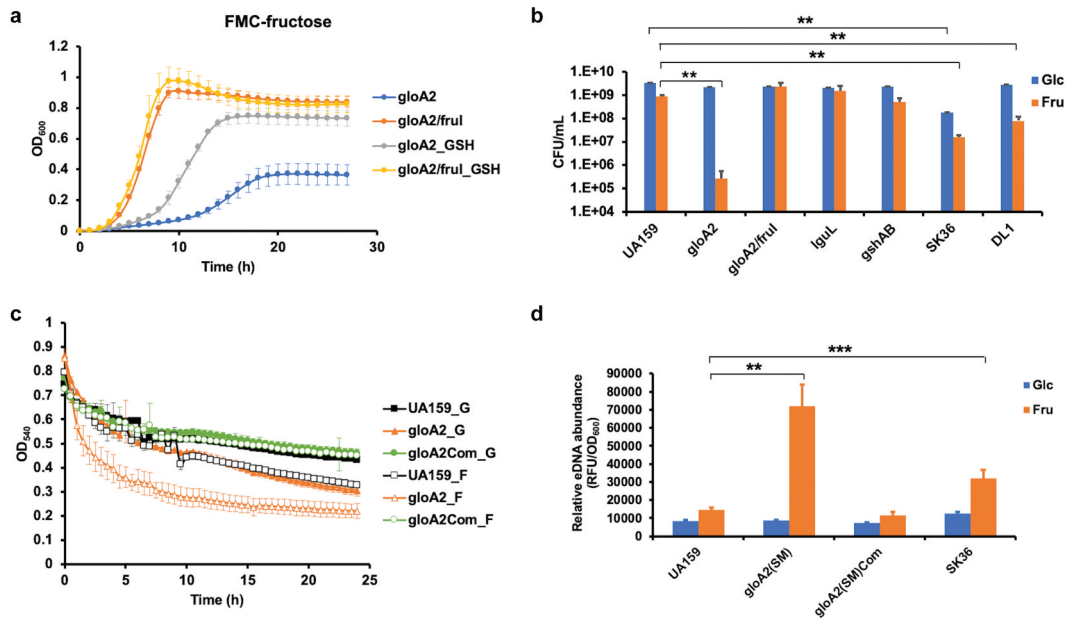 a
FMC-fructose
OD600
1.2
1
0.8
0.6
0.4
0.2
0
0 10 20 30
Time (h)
gloA2
gloA2/fruI
gloA2_GSH
gloA2/fruI_GSH
b
**
**
**
**
CFU/mL
1.E+10
1.E+09
1.E+08
1.E+07
1.E+06
1.E+05
1.E+04
Glc
Fru
UA159 gloA2 gloA2/fruI lguL gshAB SK36 DL1
c
OD540
1
0.9
0.8
0.7
0.6
0.5
0.4
0.3
0.2
0.1
0
0 5 10 15 20 25
Time (h)
UA159_G
gloA2_G
gloA2Com_G
UA159_F
gloA2_F
gloA2Com_F
d
***
**
Relative eDNA abundance
(RFU/OD600)
90000
80000
70000
60000
50000
40000
30000
20000
10000
0
Glc
Fru
UA159 gloA2(SM) gloA2(SM)Com SK36